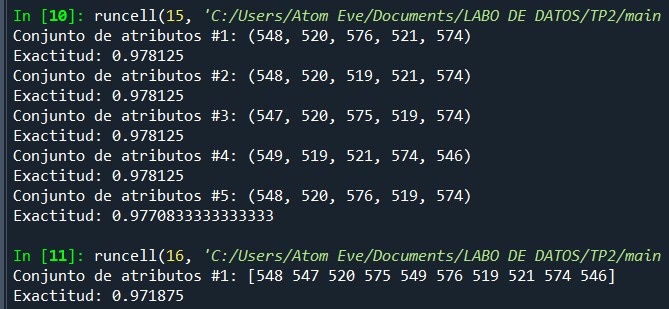 In [10]: runcell(15, 'C:/Users/Atom Eve/Documents/LABO DE DATOS/TP2/main
Conjunto de atributos #1: (548, 520, 576, 521, 574)
Exactitud: 0.978125
Conjunto de atributos #2: (548, 520, 519, 521, 574)
Exactitud: 0.978125
Conjunto de atributos #3: (547, 520, 575, 519, 574)
Exactitud: 0.978125
Conjunto de atributos #4: (549, 519, 521, 574, 546)
Exactitud: 0.978125
Conjunto de atributos #5: (548, 520, 576, 519, 574)
Exactitud: 0.9770833333333333
In [11]: runcell(16, 'C:/Users/Atom Eve/Documents/LABO DE DATOS/TP2/main
Conjunto de atributos #1: [548 547 520 575 549 576 519 521 574 546]
Exactitud: 0.971875